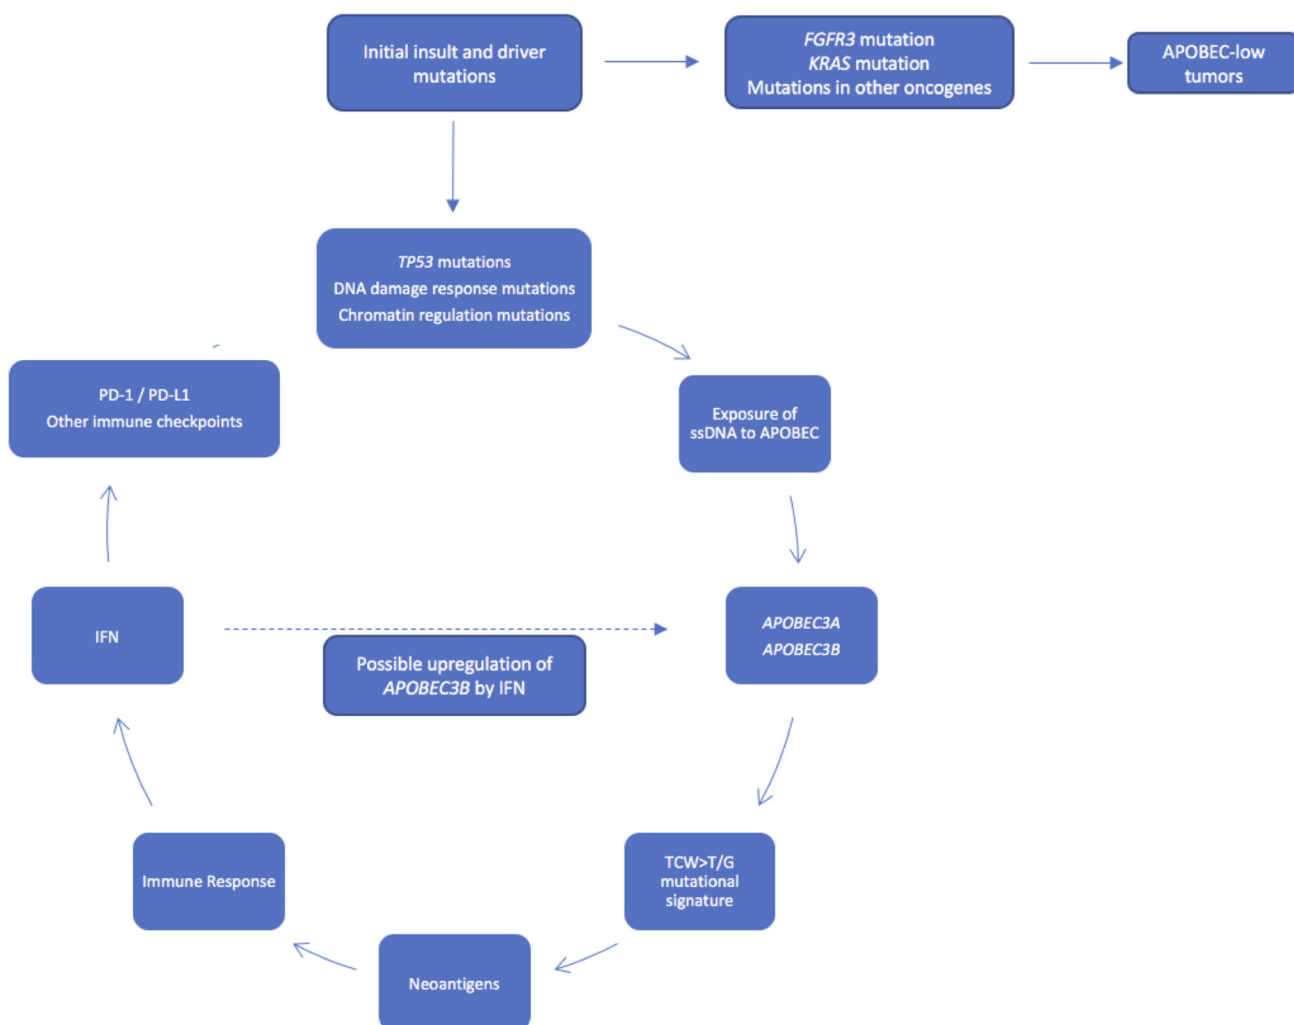 Initial insult and driver
mutations
FGFR3 mutation
KRAS mutation
Mutations in other oncogenes
APOBEC-low
tumors
TP53 mutations
DNA damage response mutations
Chromatin regulation mutations
PD-1 / PD-L1
Other immune checkpoints
Exposure of
ssDNA to APOBEC
IFN
Possible upregulation of
APOBEC3B by IFN
APOBEC3A
APOBEC3B
Immune Response
TCW>T/G
mutational
signature
Neoantigens